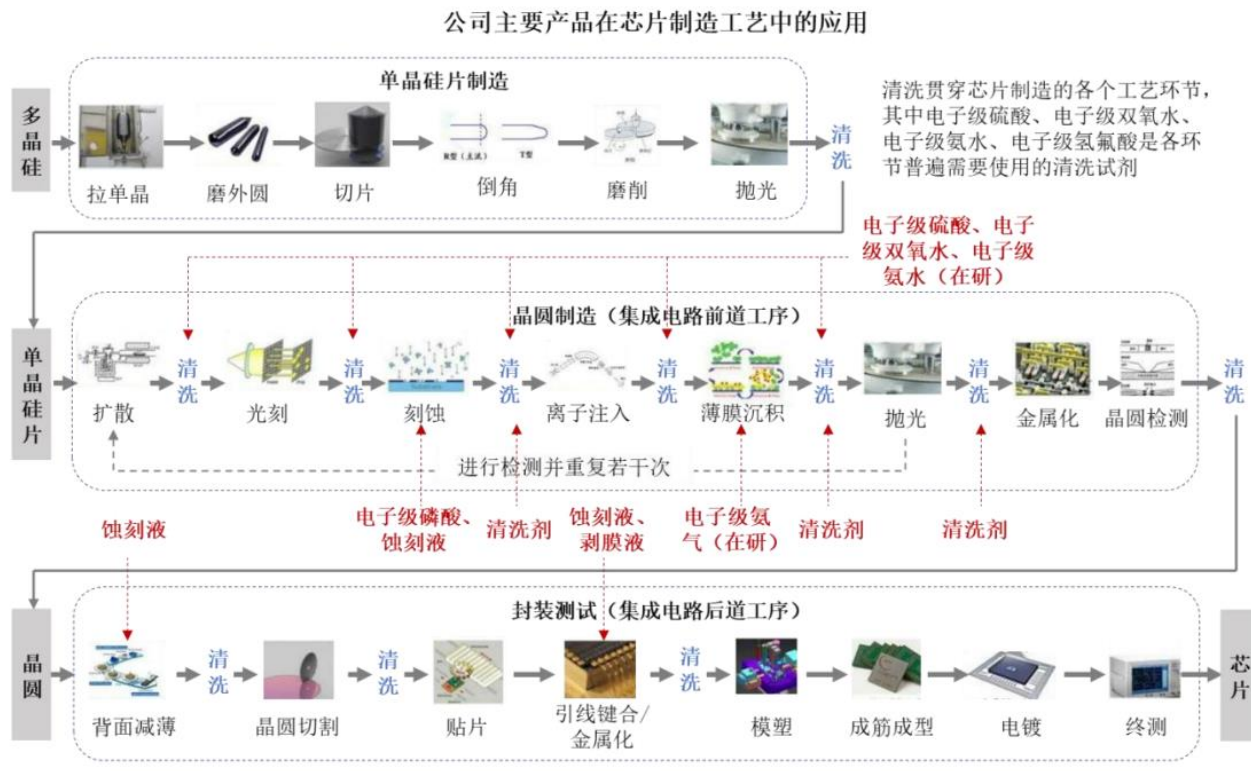 公司主要产品在芯片制造工艺中的应用
单晶硅片制造
多晶硅
拉单晶
磨外圆
切片
R型（主流）
T型
倒角
磨削
抛光
清洗
清洗贯穿芯片制造的各个工艺环节，
其中电子级硫酸、电子级双氧水、
电子级氨水、电子级氢氟酸是各环
节普遍需要使用的清洗试剂
电子级硫酸、电子
级双氧水、电子级
氨水（在研）
晶圆制造（集成电路前道工序）
单晶硅片
扩散
清洗
光刻
清洗
刻蚀
清洗
离子注入
清洗
薄膜沉积
清洗
抛光
清洗
金属化
晶圆检测
清洗
进行检测并重复若干次
蚀刻液
电子级磷酸、
蚀刻液
清洗剂
蚀刻液、
剥膜液
电子级氨
气（在研）
清洗剂
清洗剂
封装测试（集成电路后道工序）
晶圆
背面减薄
清洗
晶圆切割
清洗
贴片
引线键合/
金属化
清洗
模塑
成筋成型
电镀
终测
芯片